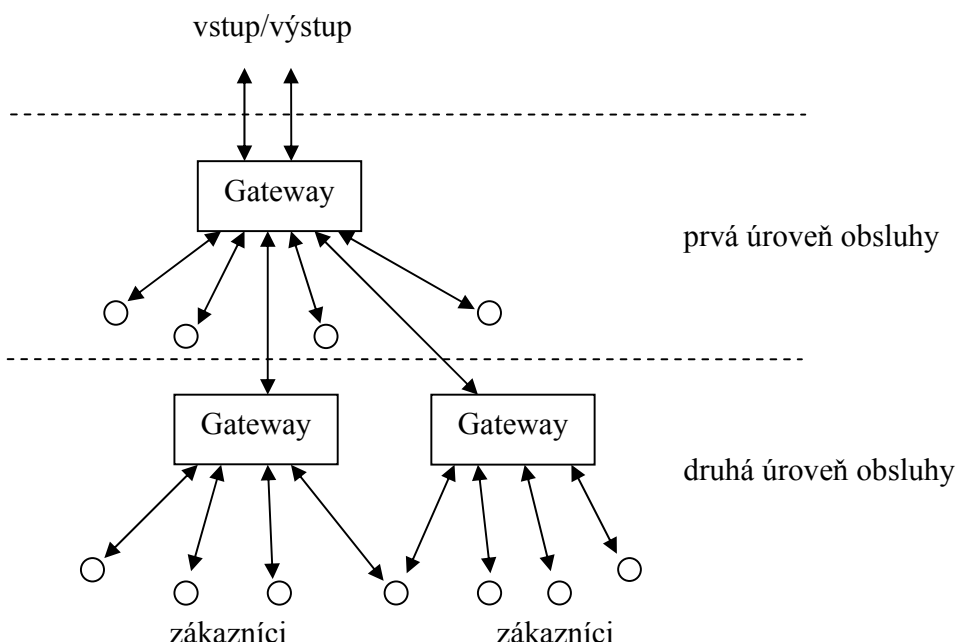 vstup/výstup
Gateway
prvá úroveň obsluhy
Gateway
Gateway
druhá úroveň obsluhy
zákazníci
zákazníci